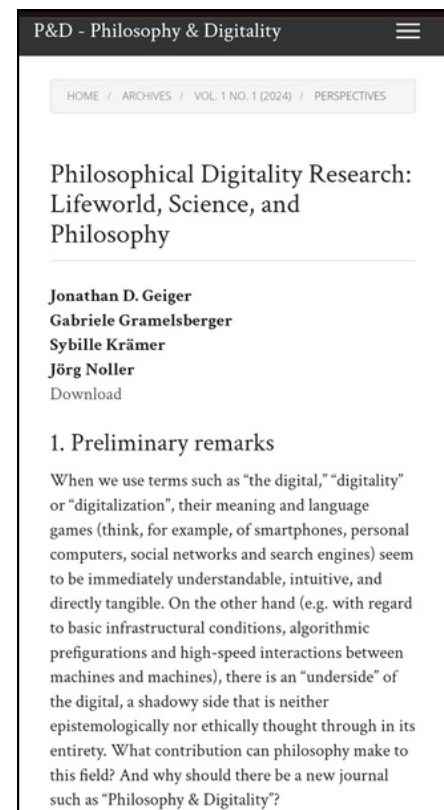 P&D - Philosophy & Digitality
HOME / ARCHIVES / VOL. 1 NO. 1 (2024) / PERSPECTIVES
Philosophical Digitality Research:
Lifeworld, Science, and
Philosophy
Jonathan D. Geiger
Gabriele Gramelsberger
Sybille Krämer
Jörg Noller
Download
1. Preliminary remarks
When we use terms such as “the digital,” “digitality”
or “digitalization”, their meaning and language
games (think, for example, of smartphones, personal
computers, social networks and search engines) seem
to be immediately understandable, intuitive, and
directly tangible. On the other hand (e.g. with regard
to basic infrastructural conditions, algorithmic
prefigurations and high-speed interactions between
machines and machines), there is an “underside” of
the digital, a shadowy side that is neither
epistemologically nor ethically thought through in its
entirety. What contribution can philosophy make to
this field? And why should there be a new journal
such as “Philosophy & Digitality”?